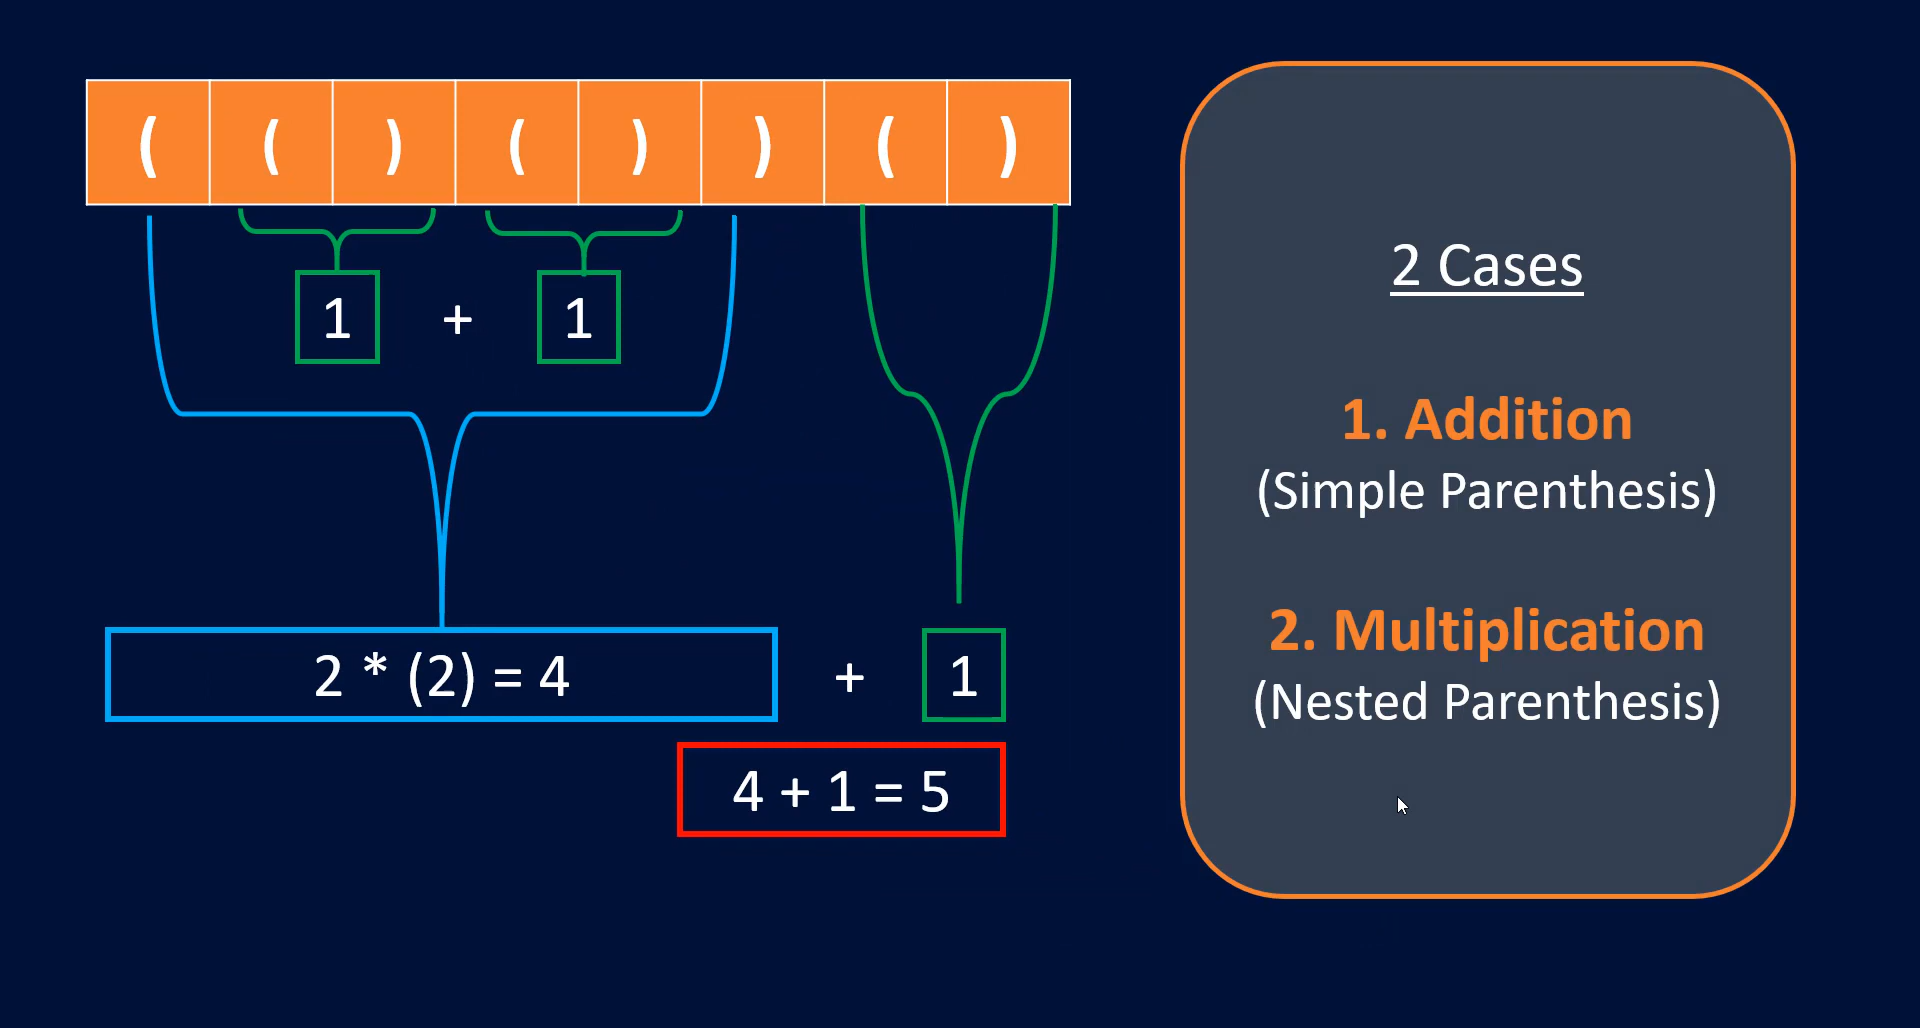 ( ( ) ( ) ) ( )
1 + 1
2 * (2) = 4 + 1
4 + 1 = 5
2 Cases
1. Addition
(Simple Parenthesis)
2. Multiplication
(Nested Parenthesis)